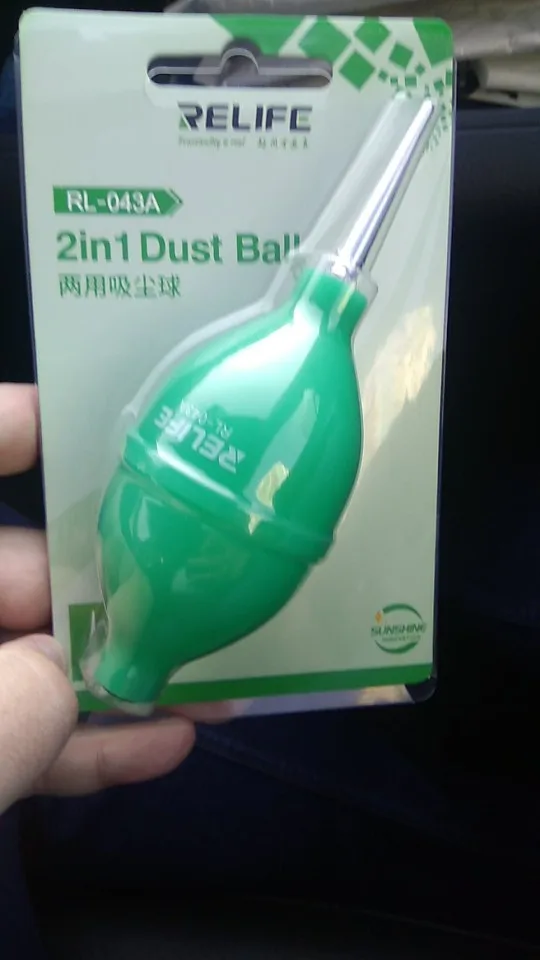 RELIFE
RL-043A
2in1 Dust Ball
两用吸尘球
RELIFE
RL-043A
SUNSHINE